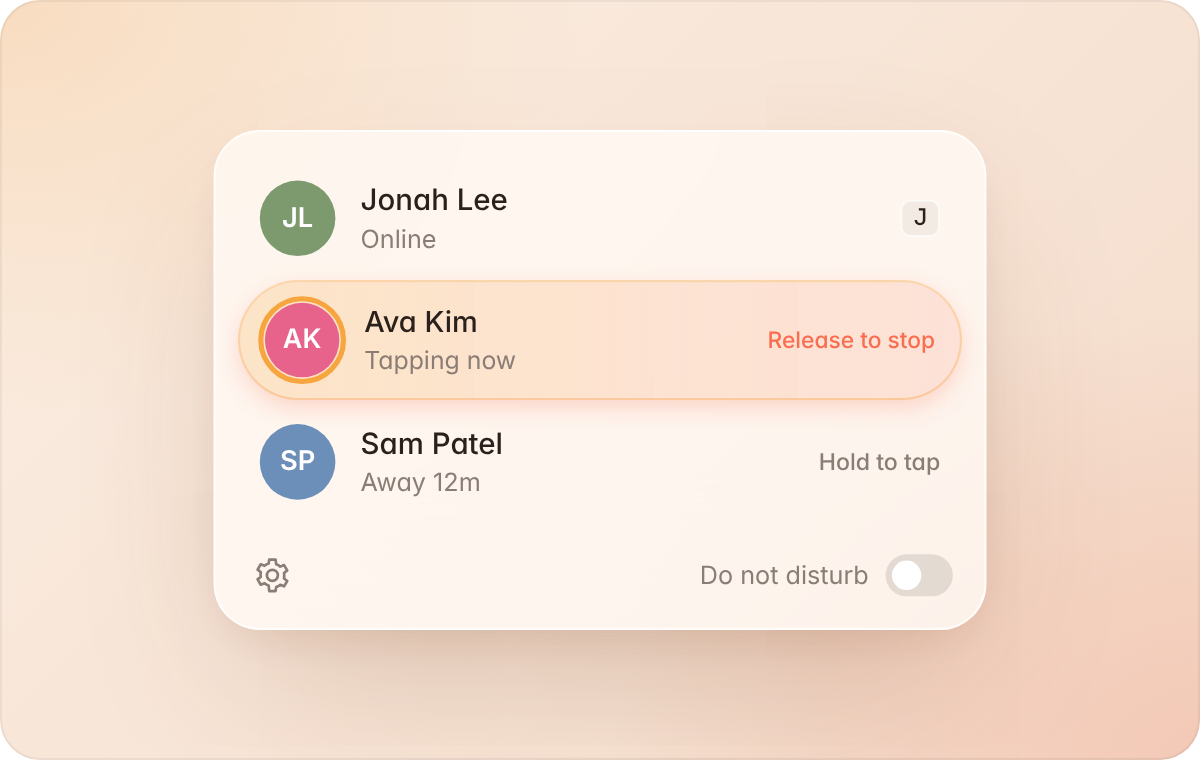 JL
Jonah Lee
Online
J
AK
Ava Kim
Tapping now
Release to stop
SP
Sam Patel
Away 12m
Hold to tap
Do not disturb